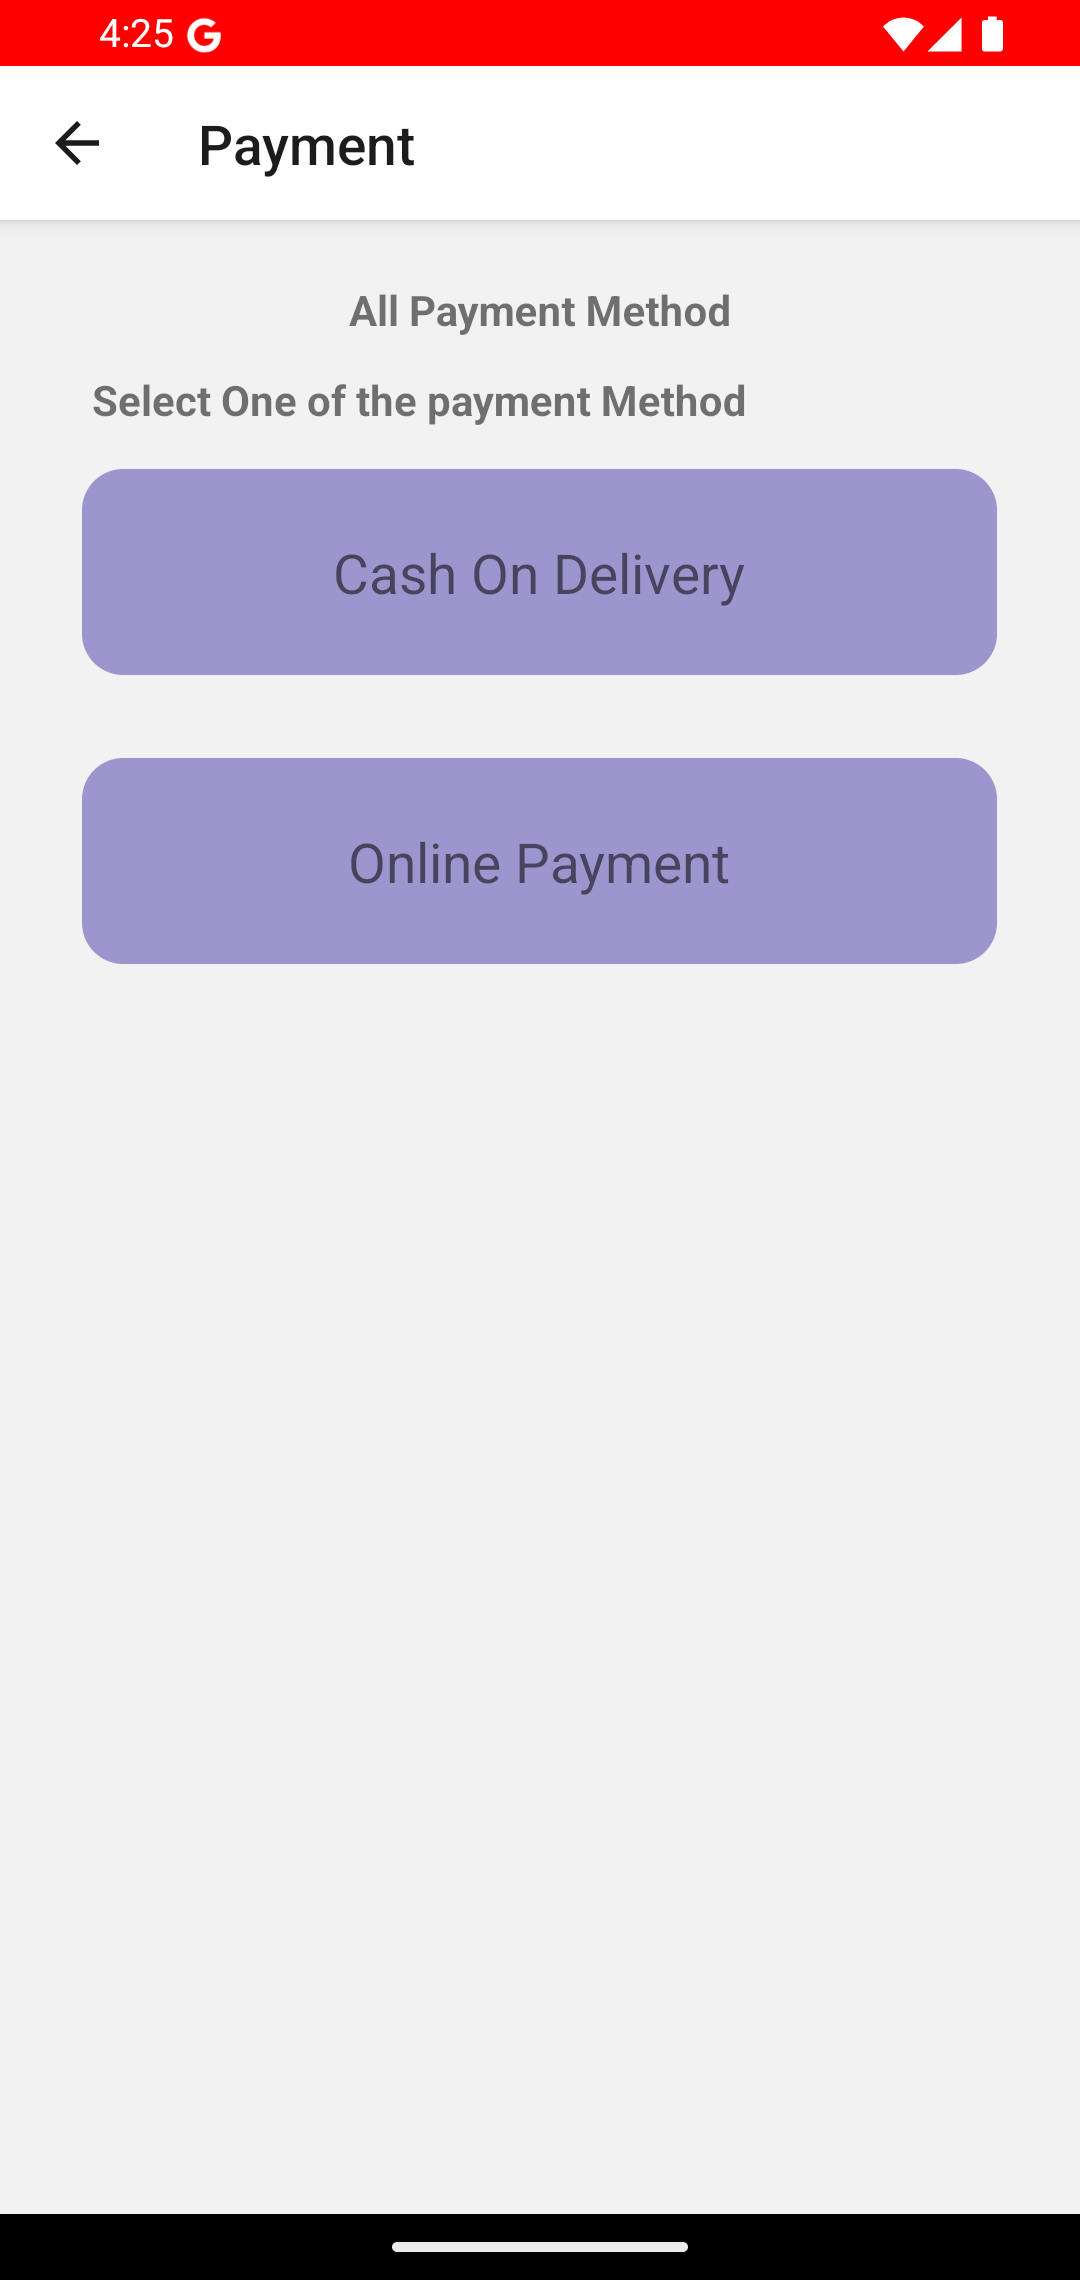 4:25
Payment
All Payment Method
Select One of the payment Method
Cash On Delivery
Online Payment